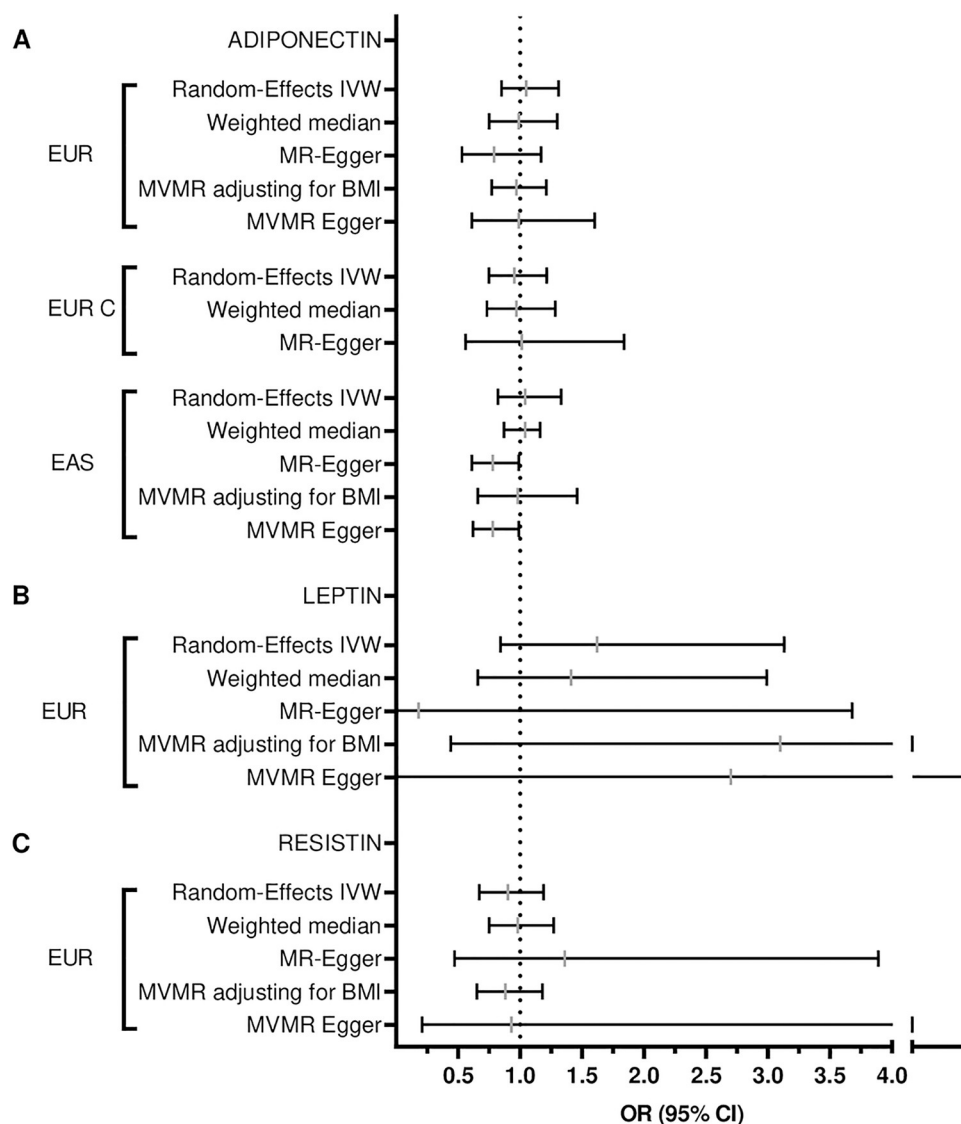 A
ADIPONECTIN
EUR
Random-Effects IVW
Weighted median
MR-Egger
MVMR adjusting for BMI
MVMR Egger
EUR C
Random-Effects IVW
Weighted median
MR-Egger
EAS
Random-Effects IVW
Weighted median
MR-Egger
MVMR adjusting for BMI
MVMR Egger
B
LEPTIN
EUR
Random-Effects IVW
Weighted median
MR-Egger
MVMR adjusting for BMI
MVMR Egger
C
RESISTIN
EUR
Random-Effects IVW
Weighted median
MR-Egger
MVMR adjusting for BMI
MVMR Egger
0.5 1.0 1.5 2.0 2.5 3.0 3.5 4.0
OR (95% CI)